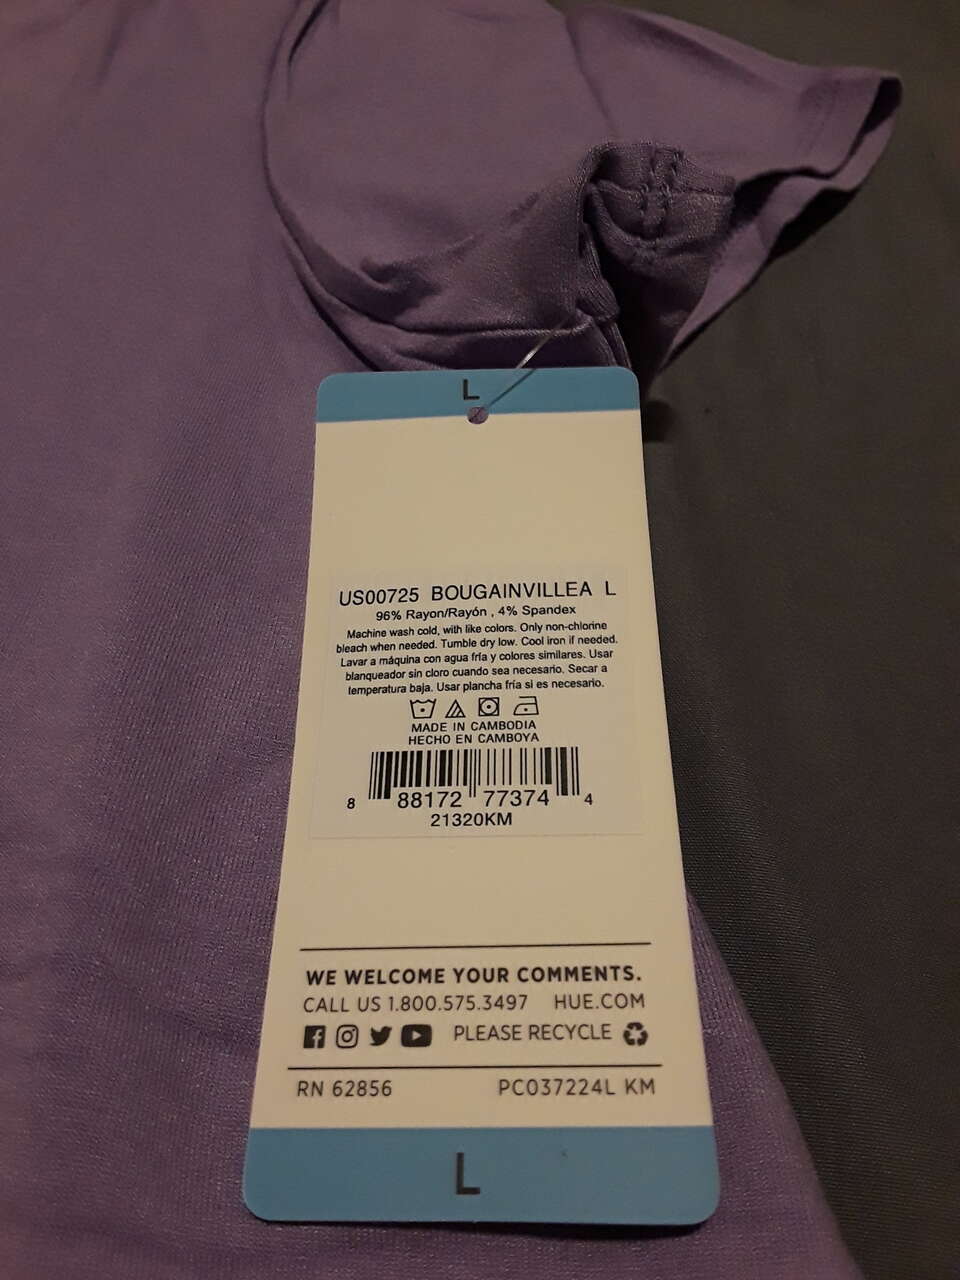 L
US00725 BOUGAINVILLEA L
96% Rayon/Rayón , 4% Spandex
Machine wash cold, with like colors. Only non-chlorine
bleach when needed. Tumble dry low. Cool iron if needed.
Lavar a máquina con agua fría y colores similares. Usar
blanqueador sin cloro cuando sea necesario. Secar a
temperatura baja. Usar plancha fría si es necesario.
MADE IN CAMBODIA
HECHO EN CAMBOYA
8 88172 77374 4
21320KM
WE WELCOME YOUR COMMENTS.
CALL US 1.800.575.3497 HUE.COM
PLEASE RECYCLE
RN 62856 PC037224L KM
L